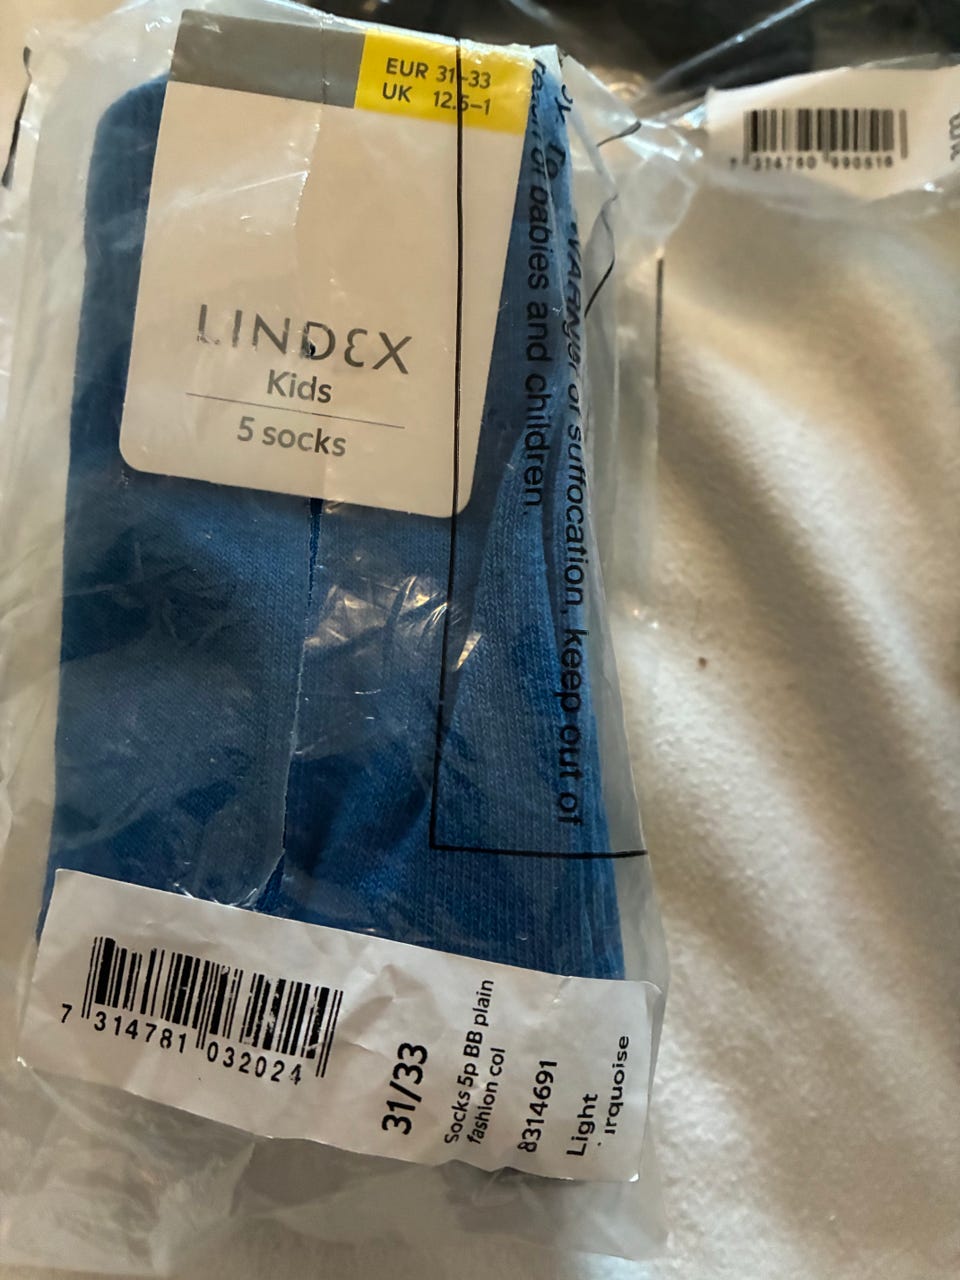 EUR 31-33
UK 12.5-1
LINDEX
Kids
5 socks
of suffocation, keep out of
of babies and children.
7 314781 032024
31/33
Socks 5p BB plain
fashion col
8314691
Light